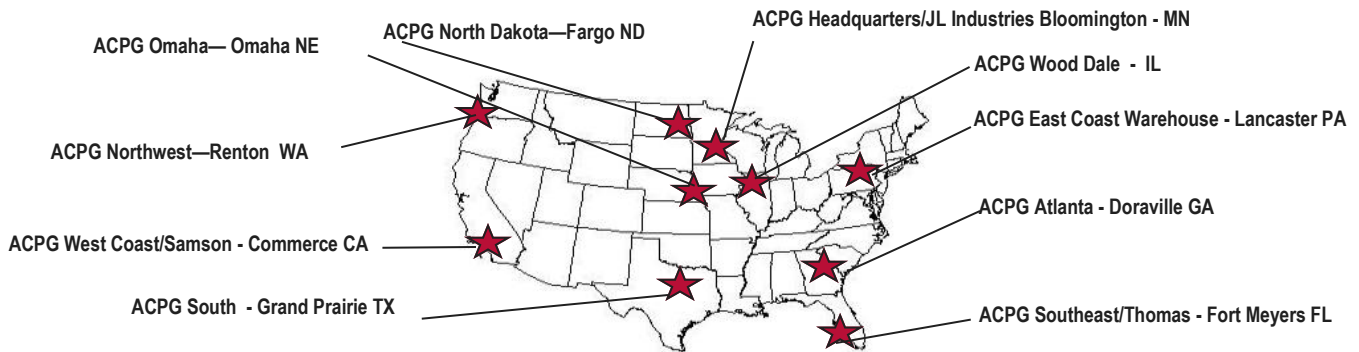 ACPG Headquarters/JL Industries Bloomington - MN
ACPG North Dakota—Fargo ND
ACPG Omaha— Omaha NE
ACPG Wood Dale - IL
ACPG East Coast Warehouse - Lancaster PA
ACPG Northwest—Renton WA
ACPG Atlanta - Doraville GA
ACPG West Coast/Samson - Commerce CA
ACPG South - Grand Prairie TX
ACPG Southeast/Thomas - Fort Meyers FL